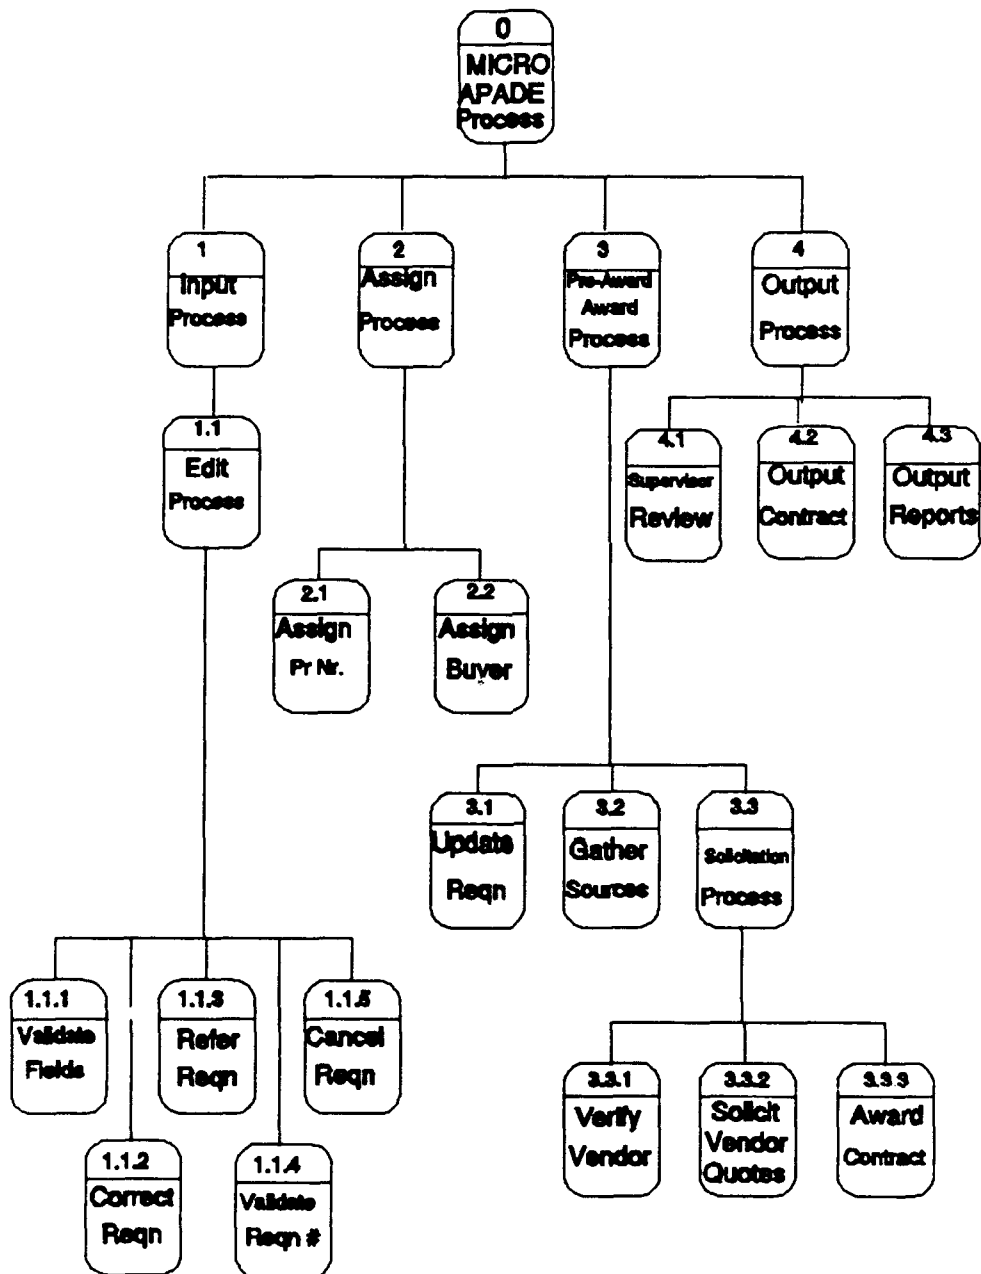 0
MICRO
APADE
Process
1
Input
Process
2
Assign
Process
3
Pre-Award
Award
Process
4
Output
Process
1.1
Edit
Process
4.1
Supervisor
Review
4.2
Output
Contract
4.3
Output
Reports
2.1
Assign
Pr Nr.
2.2
Assign
Buyer
3.1
Update
Reqn
3.2
Gather
Sources
3.3
Solicitation
Process
1.1.1
Validate
Fields
1.1.3
Refer
Reqn
1.1.5
Cancel
Reqn
1.1.2
Correct
Reqn
1.1.4
Validate
Reqn #
3.3.1
Verify
Vendor
3.3.2
Solicit
Vendor
Quotes
3.3.3
Award
Contract